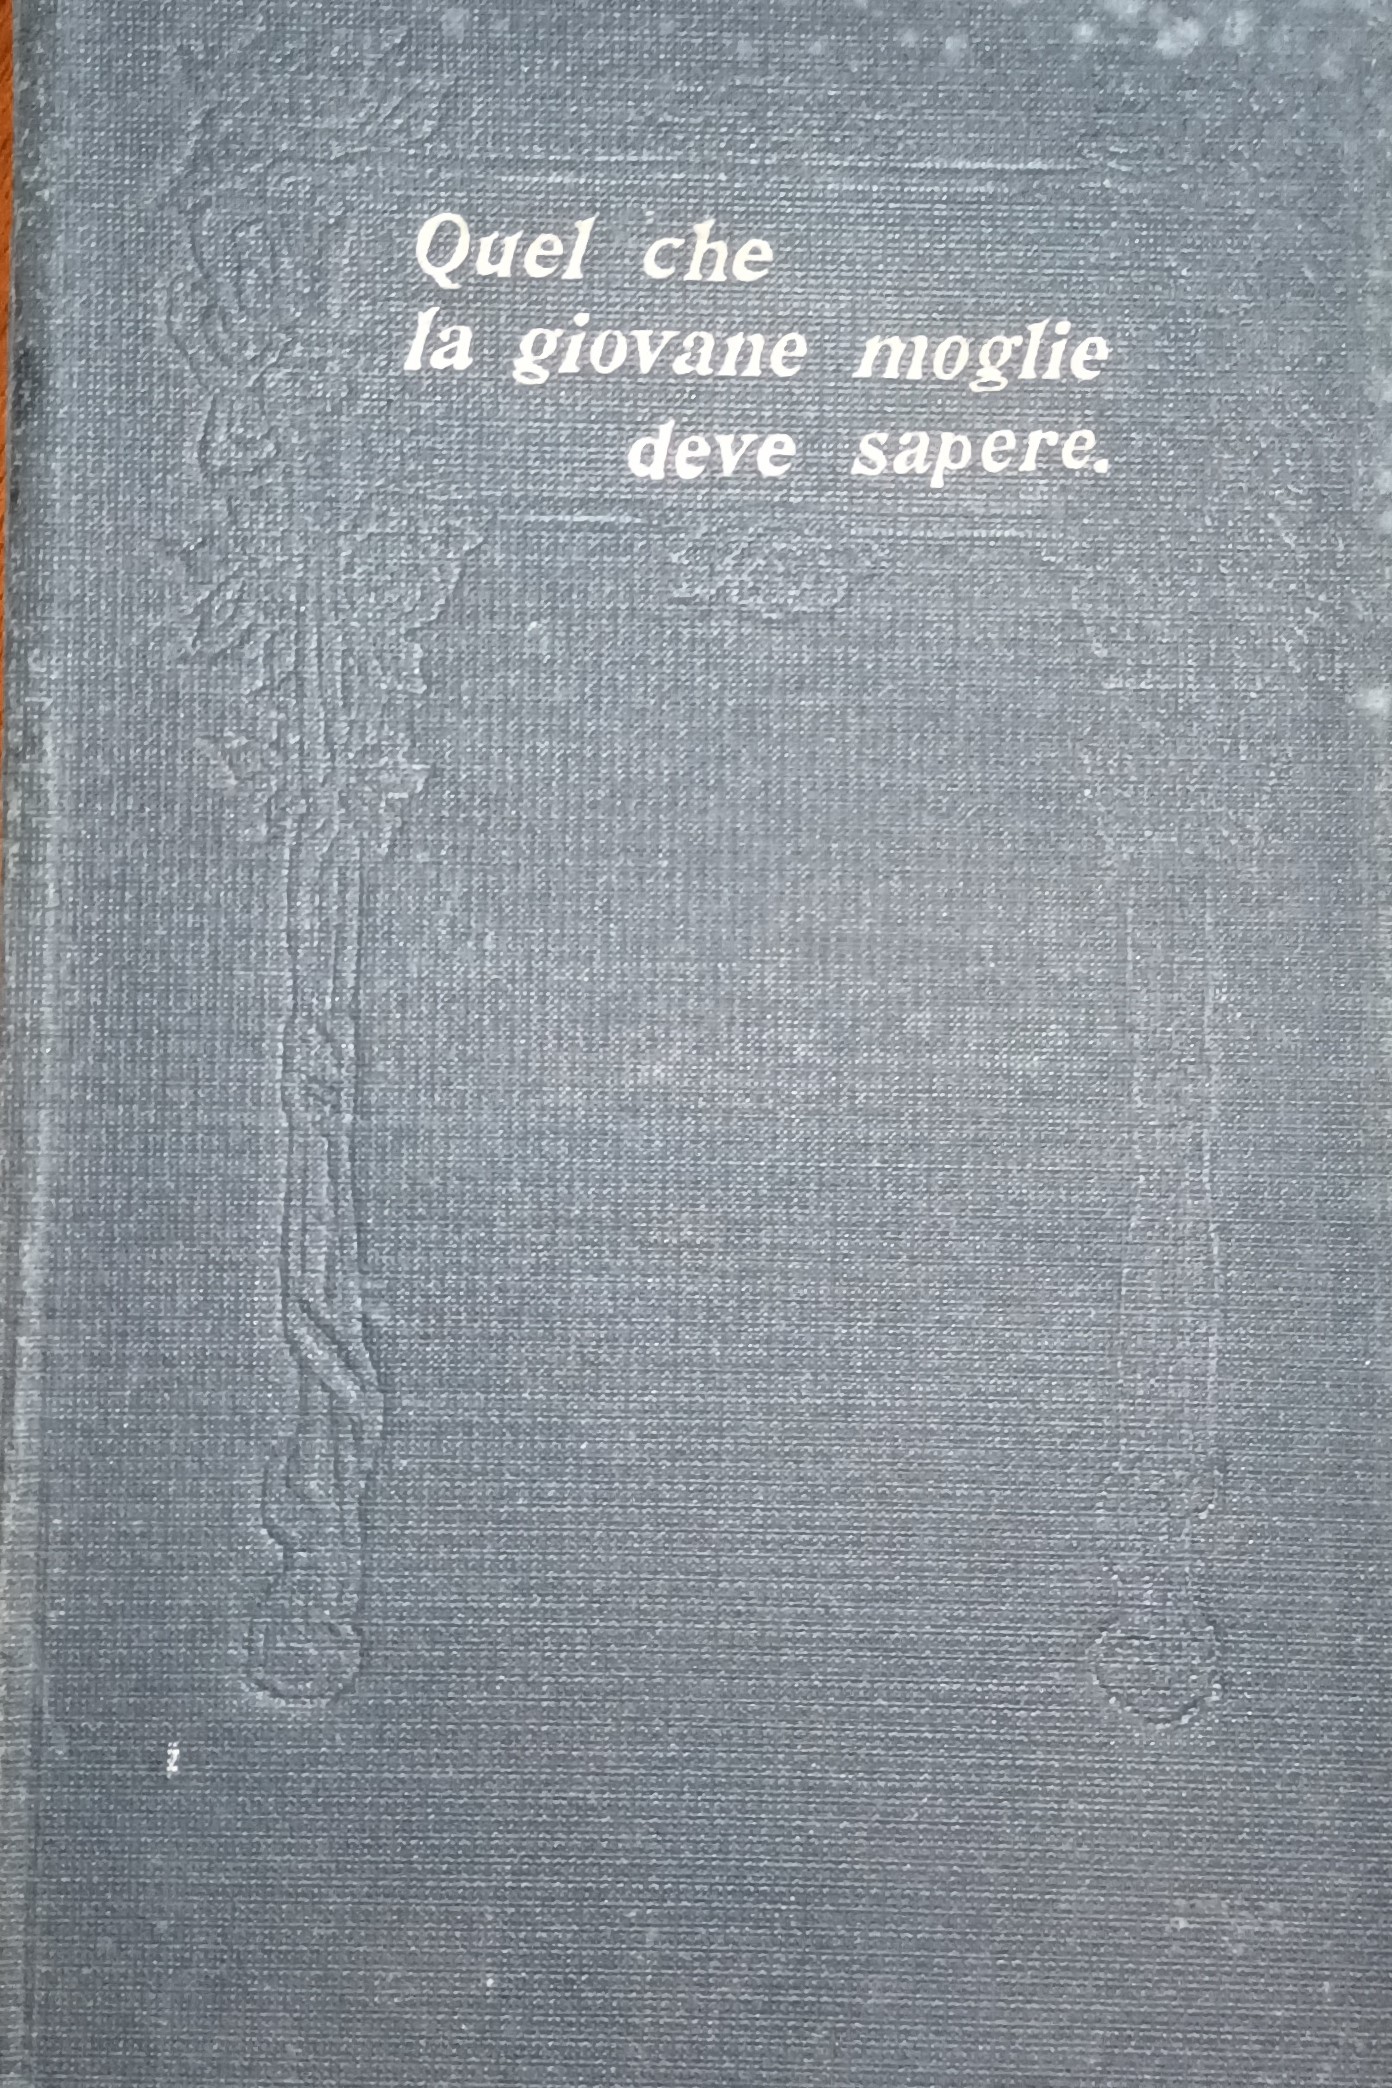 Quel che
la giovane moglie
deve sapere.